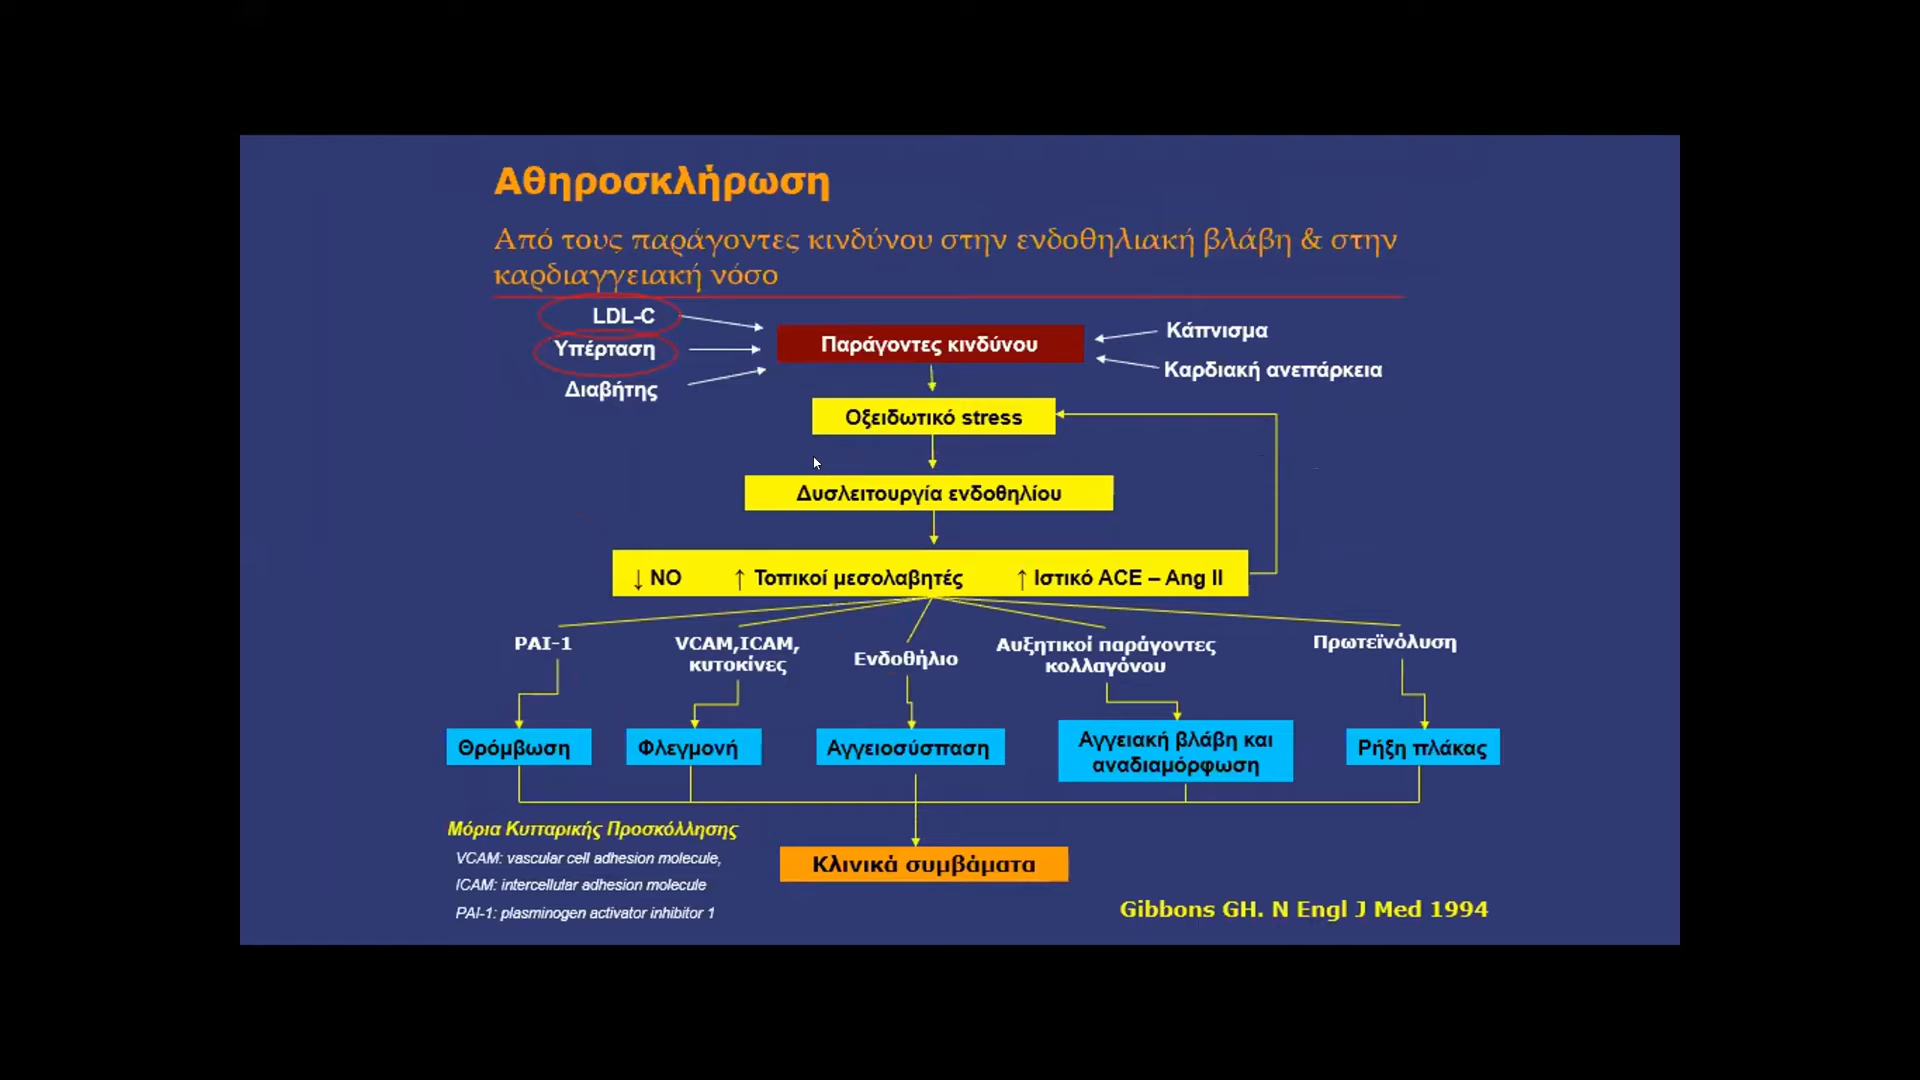 Αθηροσκλήρωση
Από τους παράγοντες κινδύνου στην ενδοθηλιακή βλάβη & στην
καρδιαγγειακή νόσο
LDL-C
Υπέρταση
Διαβήτης
Παράγοντες κινδύνου
Κάπνισμα
Καρδιακή ανεπάρκεια
Οξειδωτικό stress
Δυσλειτουργία ενδοθηλίου
↓ NO ↑ Τοπικοί μεσολαβητές ↑ Ιστικό ACE – Ang II
PAI-1
VCAM,ICAM,
κυτοκίνες
Ενδοθήλιο
Αυξητικοί παράγοντες
κολλαγόνου
Πρωτεϊνόλυση
Θρόμβωση
Φλεγμονή
Αγγειοσύσπαση
Αγγειακή βλάβη και
αναδιαμόρφωση
Ρήξη πλάκας
Μόρια Κυτταρικής Προσκόλλησης
VCAM: vascular cell adhesion molecule,
ICAM: intercellular adhesion molecule
PAI-1: plasminogen activator inhibitor 1
Κλινικά συμβάματα
Gibbons GH. N Engl J Med 1994